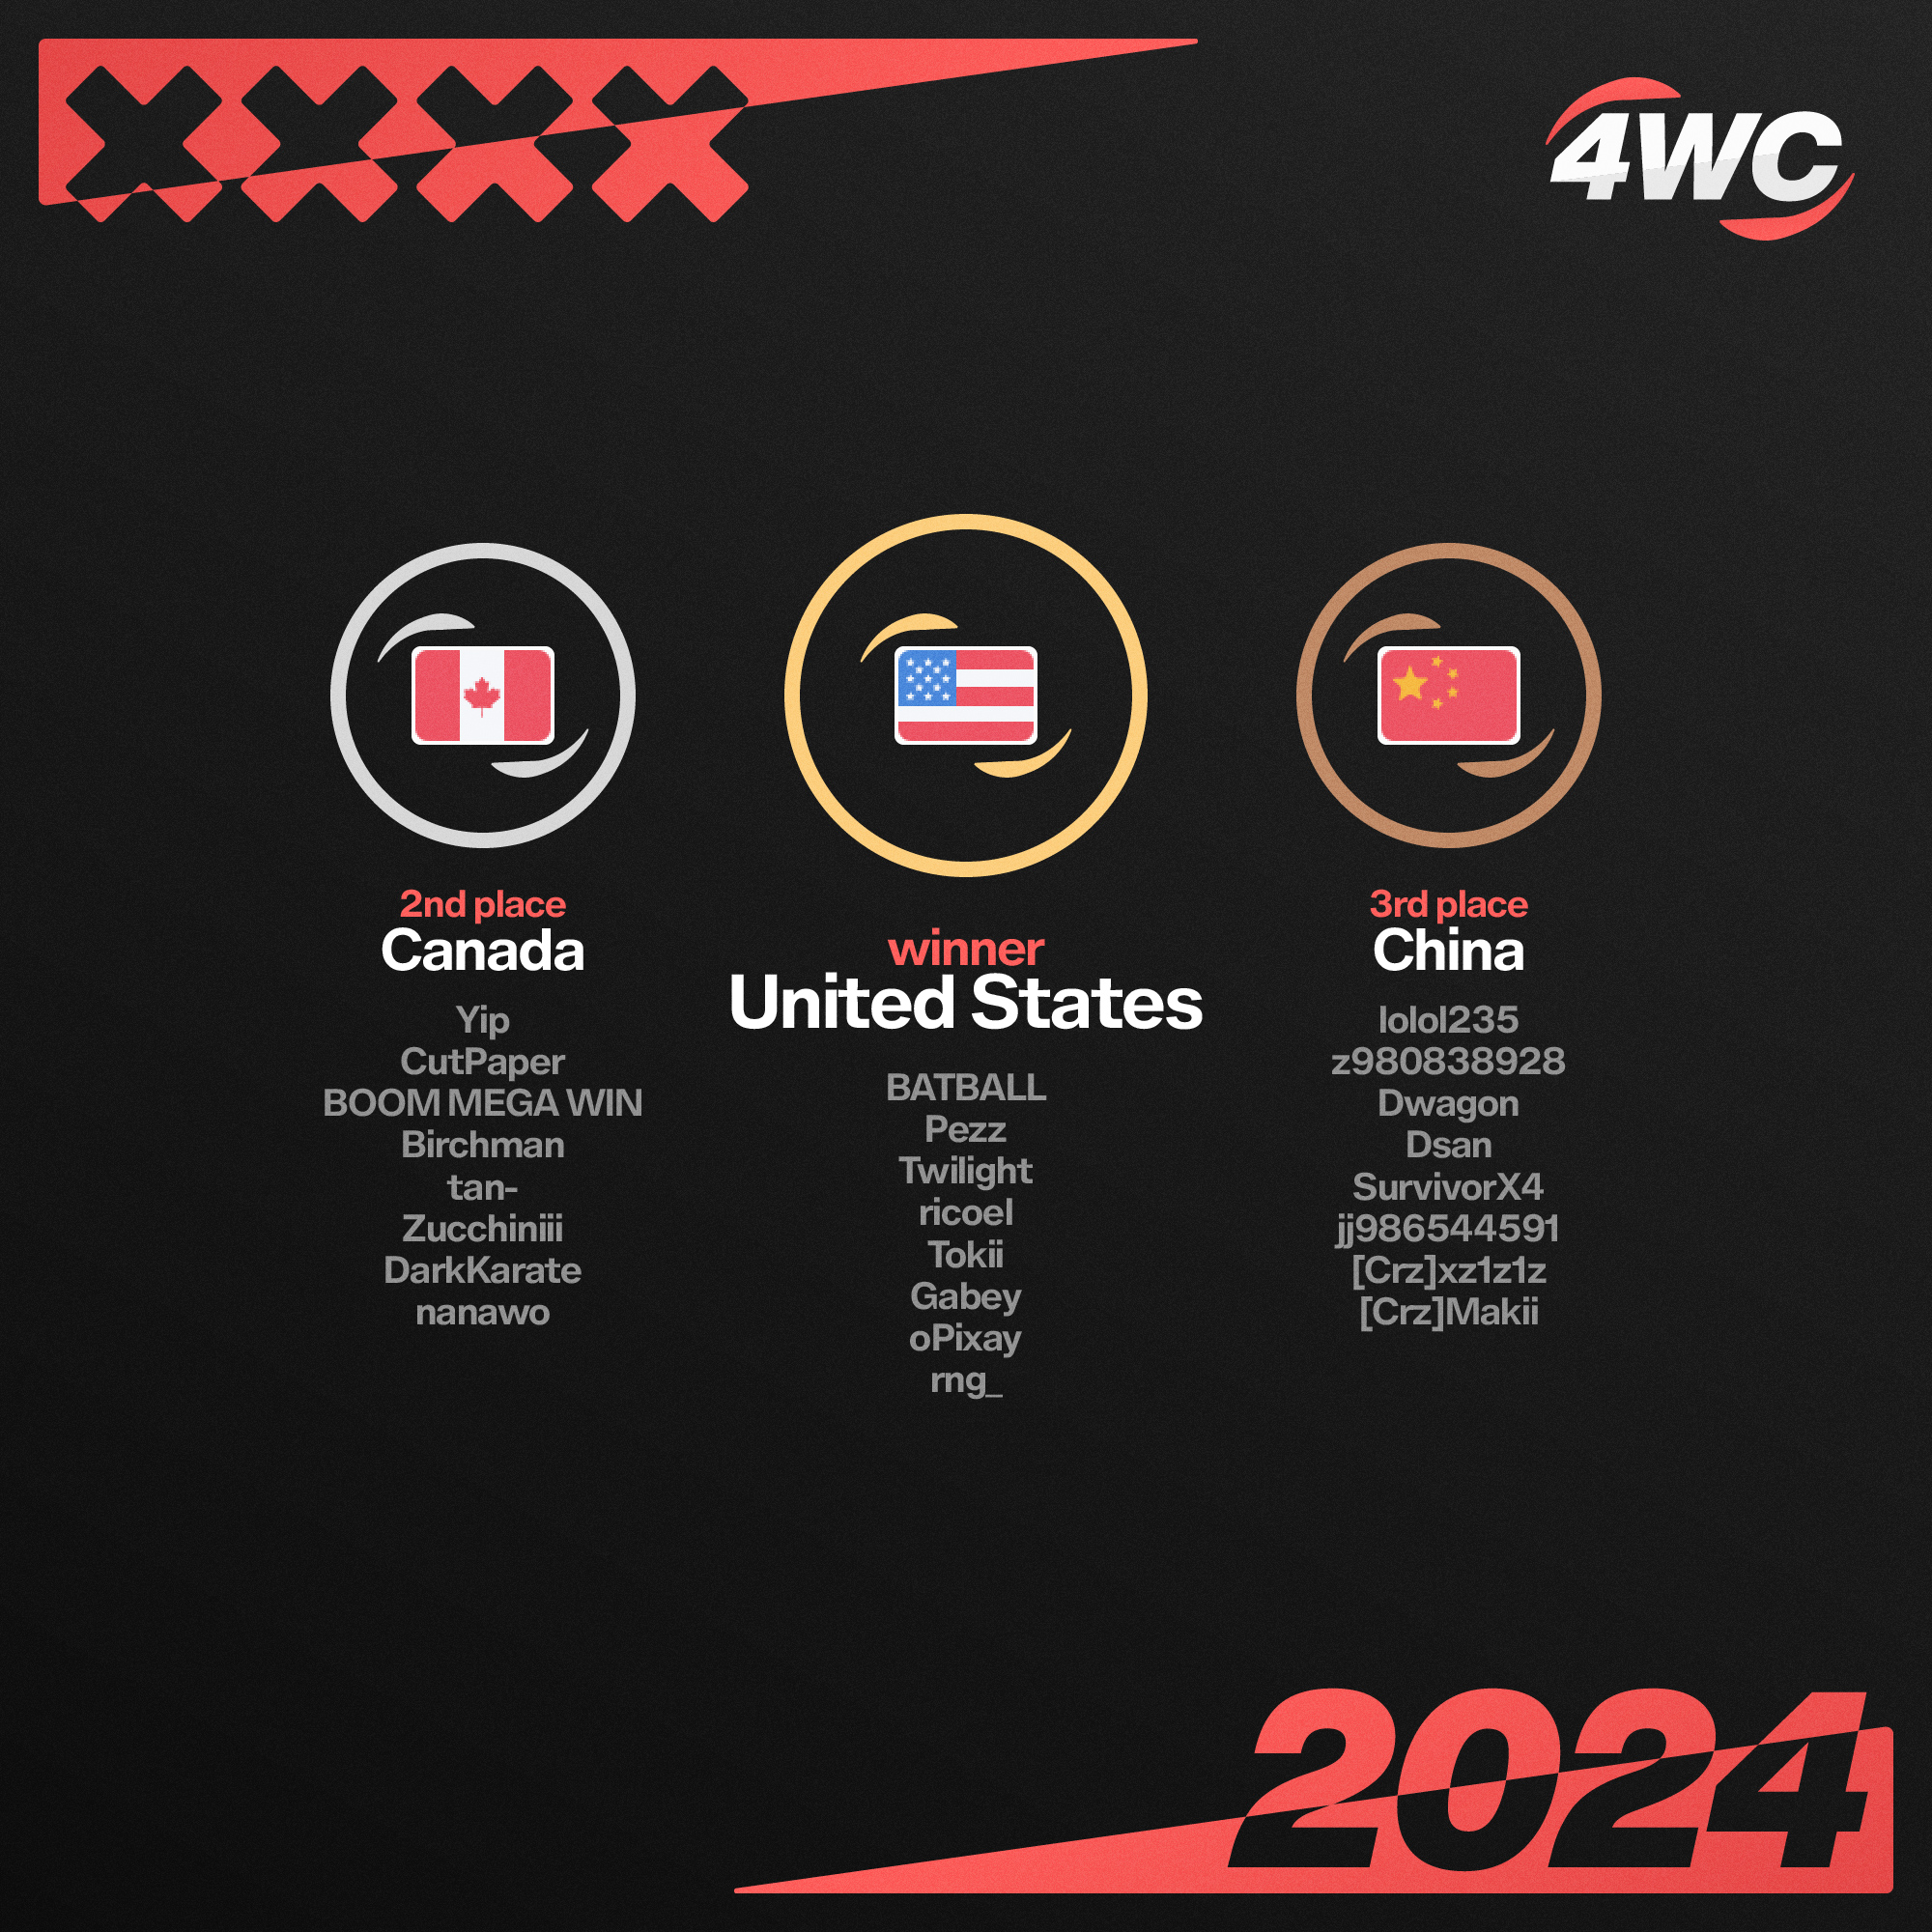 XXXX
4WC
2nd place
Canada
Yip
CutPaper
BOOM MEGA WIN
Birchman
tan-
Zucchiniii
DarkKarate
nanawo
winner
United States
BATBALL
Pezz
Twilight
ricoel
Tokii
Gabey
oPixay
rng_
3rd place
China
lolol235
z980838928
Dwagon
Dsan
SurvivorX4
jj986544591
[Crz]xz1z1z
[Crz]Makii
2024